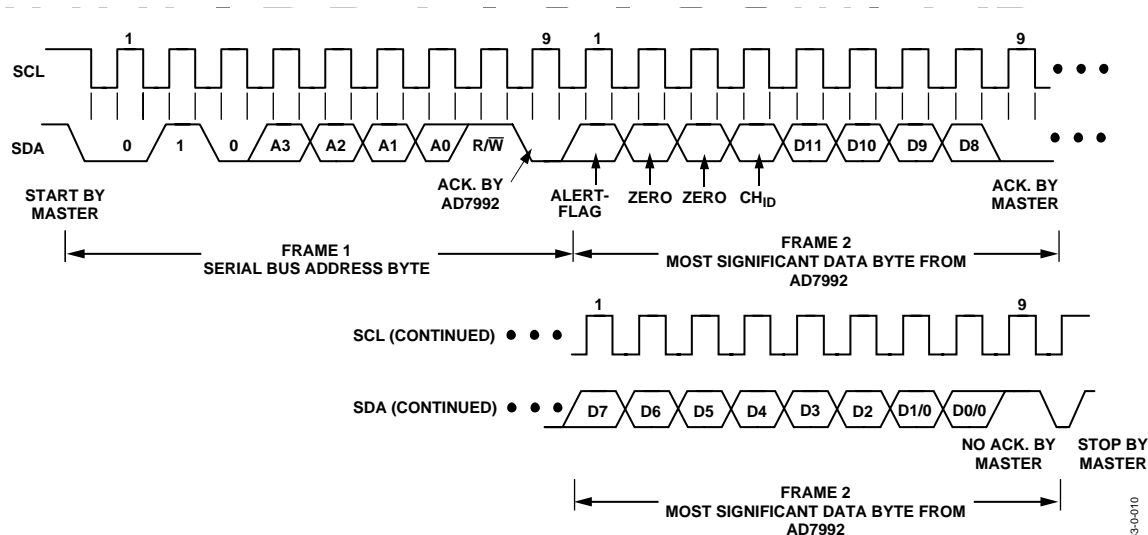 1 9 1 9
SCL
SDA 0 1 0 A3 A2 A1 A0 R/W̅ D11 D10 D9 D8
START BY
MASTER
ACK. BY
AD7992
ALERT-
FLAG
ZERO ZERO CH_ID
ACK. BY
MASTER
FRAME 1
SERIAL BUS ADDRESS BYTE
FRAME 2
MOST SIGNIFICANT DATA BYTE FROM
AD7992
1 9
SCL (CONTINUED)
SDA (CONTINUED) D7 D6 D5 D4 D3 D2 D1/0 D0/0
NO ACK. BY
MASTER
STOP BY
MASTER
FRAME 2
MOST SIGNIFICANT DATA BYTE FROM
AD7992
3-0-010